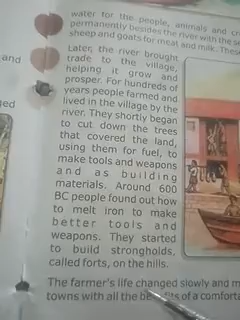 water for the people, animals and
permanently besides the river with the
sheep and goats for meat and milk. These
and
ged
Later, the river brought
trade to the village,
helping it grow and
prosper. For hundreds of
years people farmed and
lived in the village by the
river. They shortly began
to cut down the trees
that covered the land,
using them for fuel, to
make tools and weapons
and as building
materials. Around 600
BC people found out how
to melt iron to make
better tools and
weapons. They started
to build strongholds,
called forts, on the hills.
The farmer's life changed slowly and
towns with all the of a